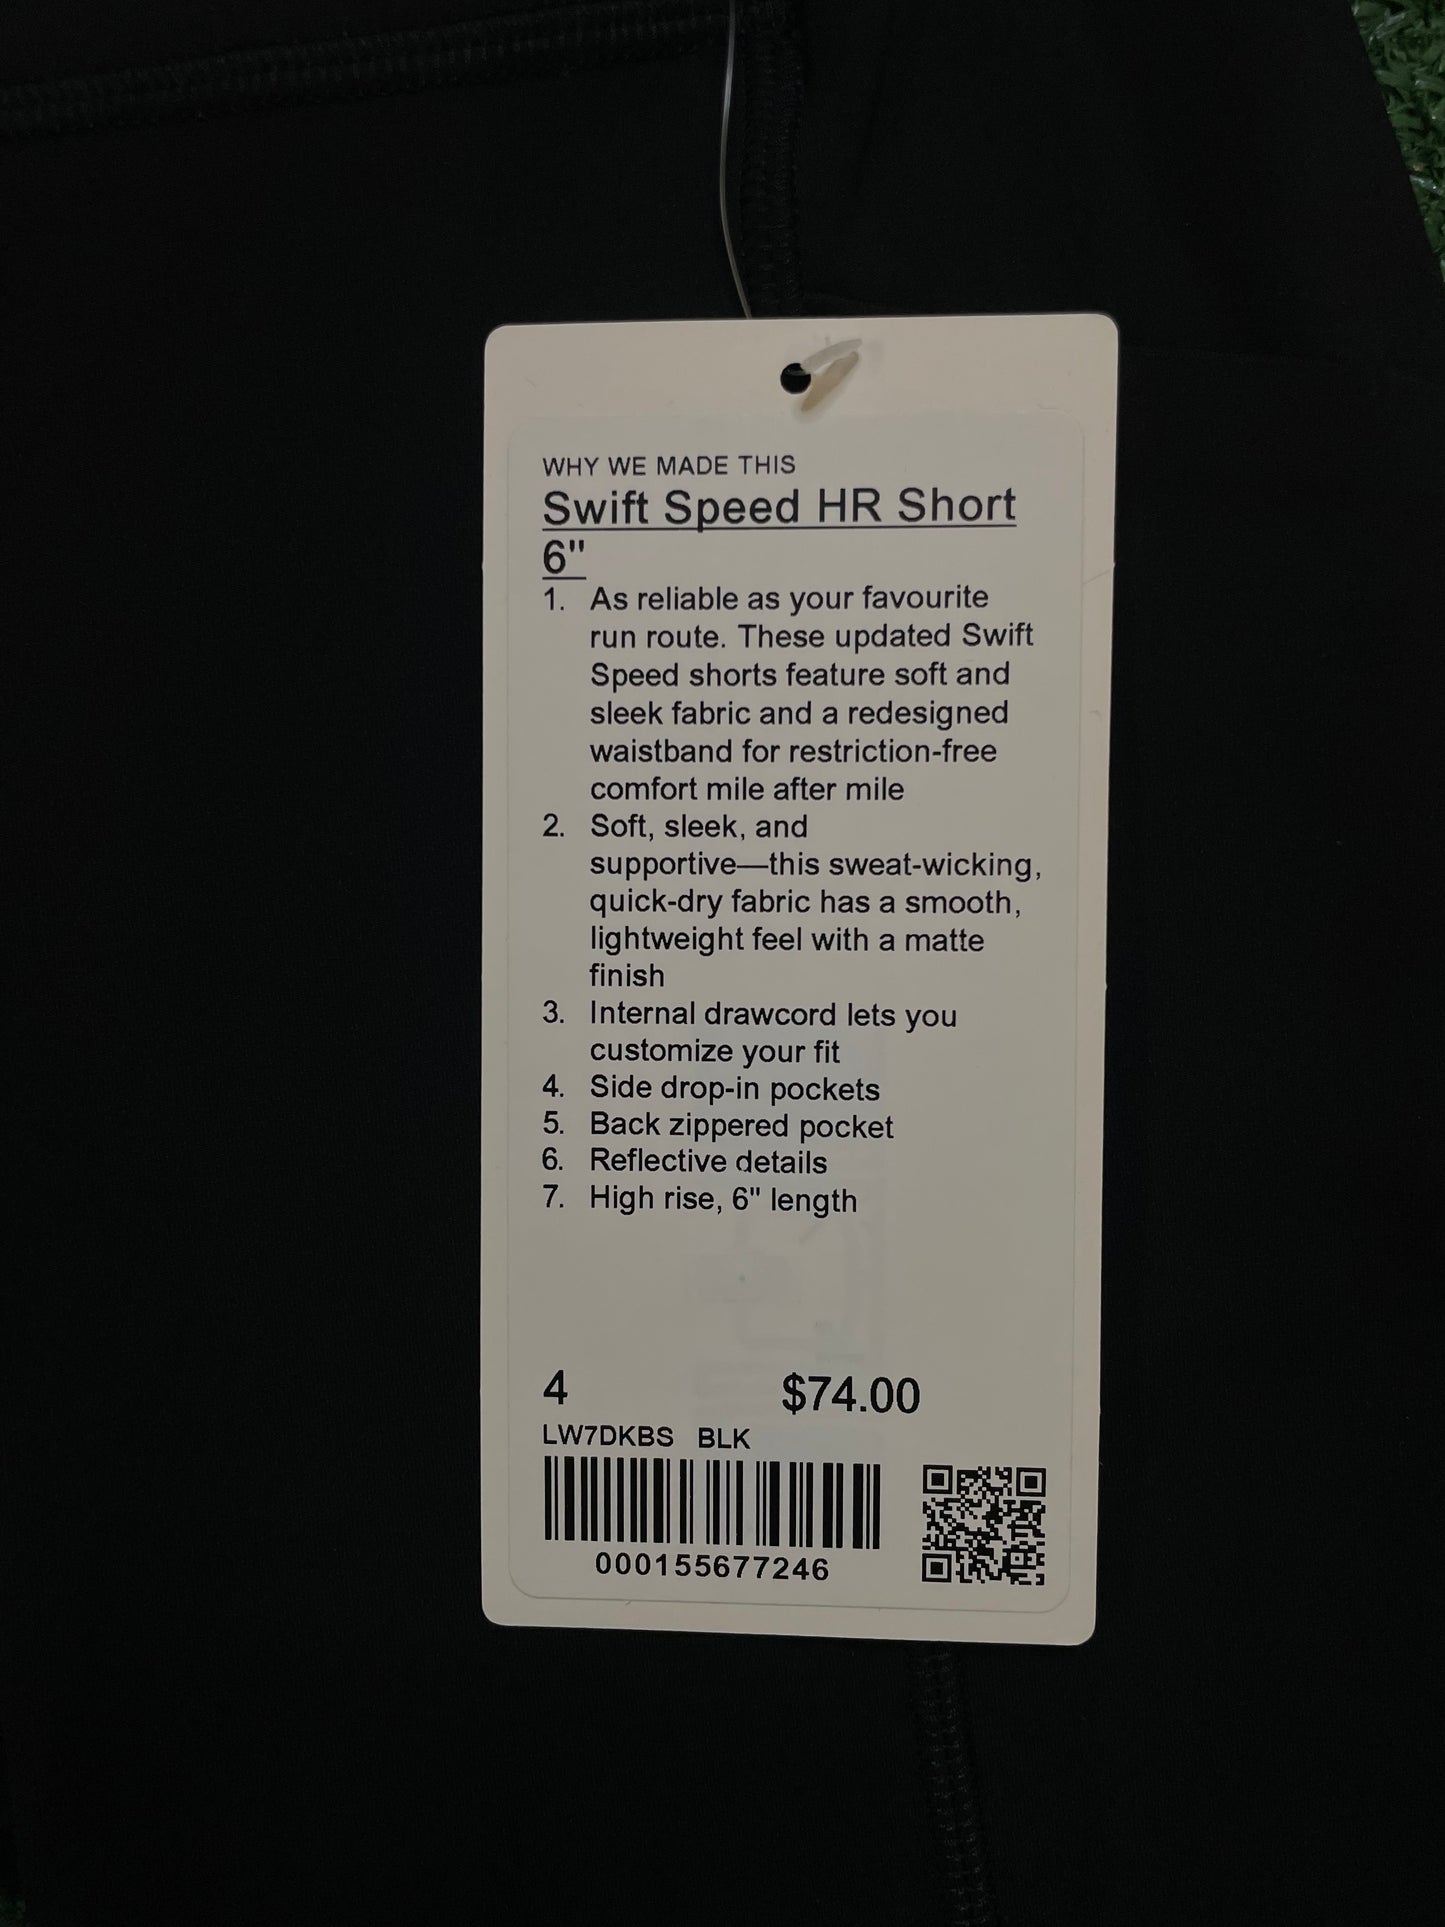 WHY WE MADE THIS
Swift Speed HR Short
6"
1. As reliable as your favourite
run route. These updated Swift
Speed shorts feature soft and
sleek fabric and a redesigned
waistband for restriction-free
comfort mile after mile
2. Soft, sleek, and
supportive—this sweat-wicking,
quick-dry fabric has a smooth,
lightweight feel with a matte
finish
3. Internal drawcord lets you
customize your fit
4. Side drop-in pockets
5. Back zippered pocket
6. Reflective details
7. High rise, 6" length
4 $74.00
LW7DKBS BLK
000155677246